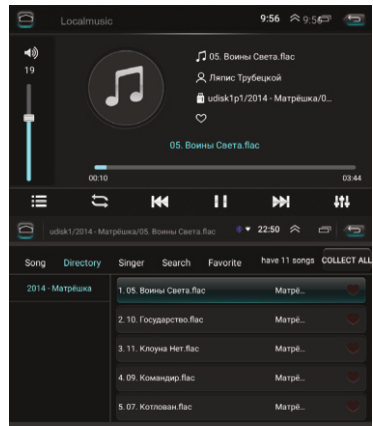 Localmusic 9:56 9:56
19
05. Воины Света.flac
Ляпис Трубецкой
udisk1p1/2014 - Матрёшка/0...
05. Воины Света.flac
00:10 03:44
udisk1/2014 - Матрёшка/05. Воины Света.flac 22:50
Song Directory Singer Search Favorite have 11 songs COLLECT ALL
2014 - Матрёшка
1. 05. Воины Света.flac Матрё...
2. 10. Государство.flac Матрё...
3. 11. Клоуна Нет.flac Матрё...
4. 09. Командир.flac Матрё...
5. 07. Котлован.flac Матрё...